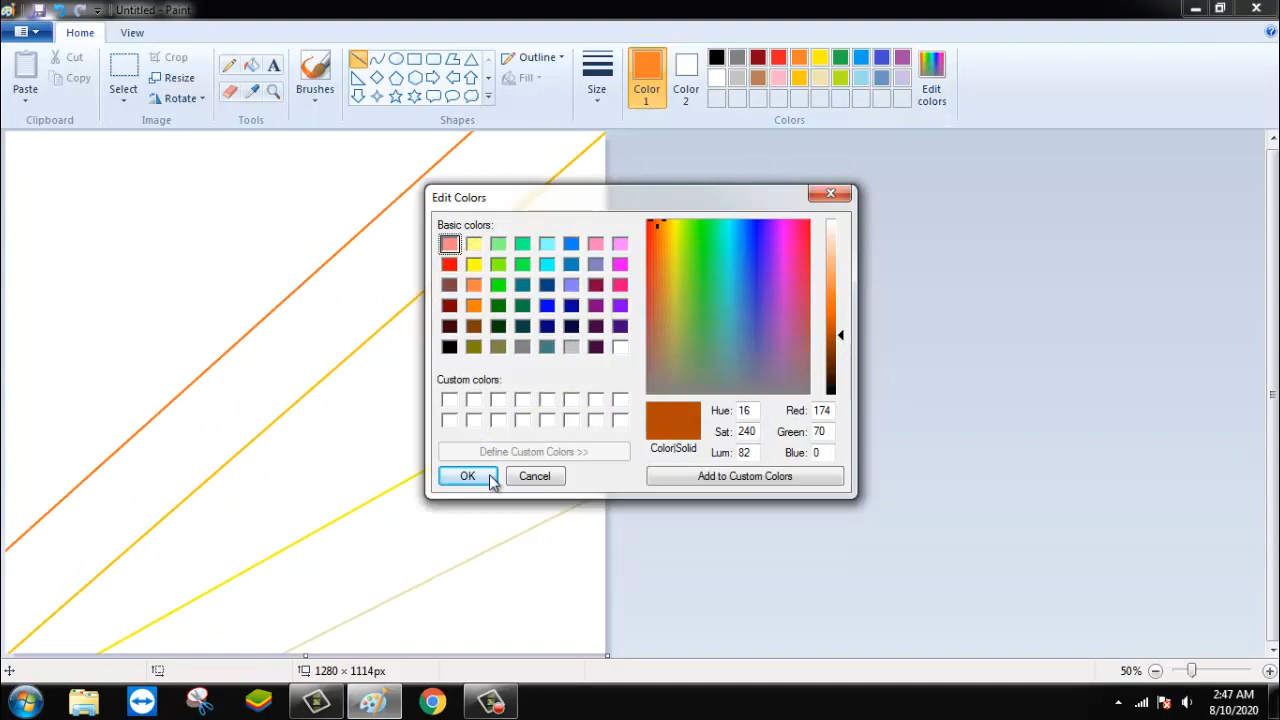 Untitled - Paint
Home View
Paste
Cut
Copy
Clipboard
Select
Crop
Resize
Rotate
Image
A
Tools
Brushes
Shapes
Outline
Fill
Size
Color 1
Color 2
Edit colors
Colors
Edit Colors
Basic colors:
Custom colors:
Define Custom Colors >>
OK Cancel
Color|Solid
Hue: 16 Red: 174
Sat: 240 Green: 70
Lum: 82 Blue: 0
Add to Custom Colors
1280 × 1114px
50%
2:47 AM
8/10/2020